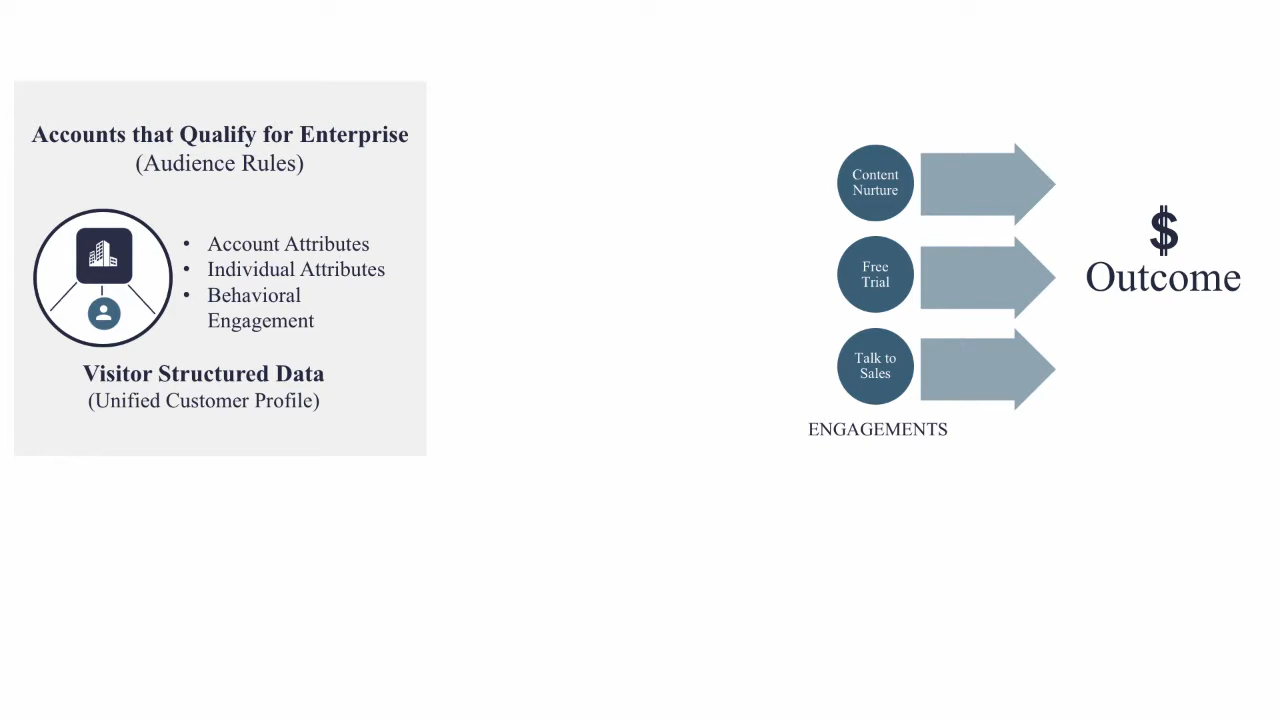 Accounts that Qualify for Enterprise
(Audience Rules)
• Account Attributes
• Individual Attributes
• Behavioral
Engagement
Visitor Structured Data
(Unified Customer Profile)
Content
Nurture
Free
Trial
Talk to
Sales
ENGAGEMENTS
$
Outcome